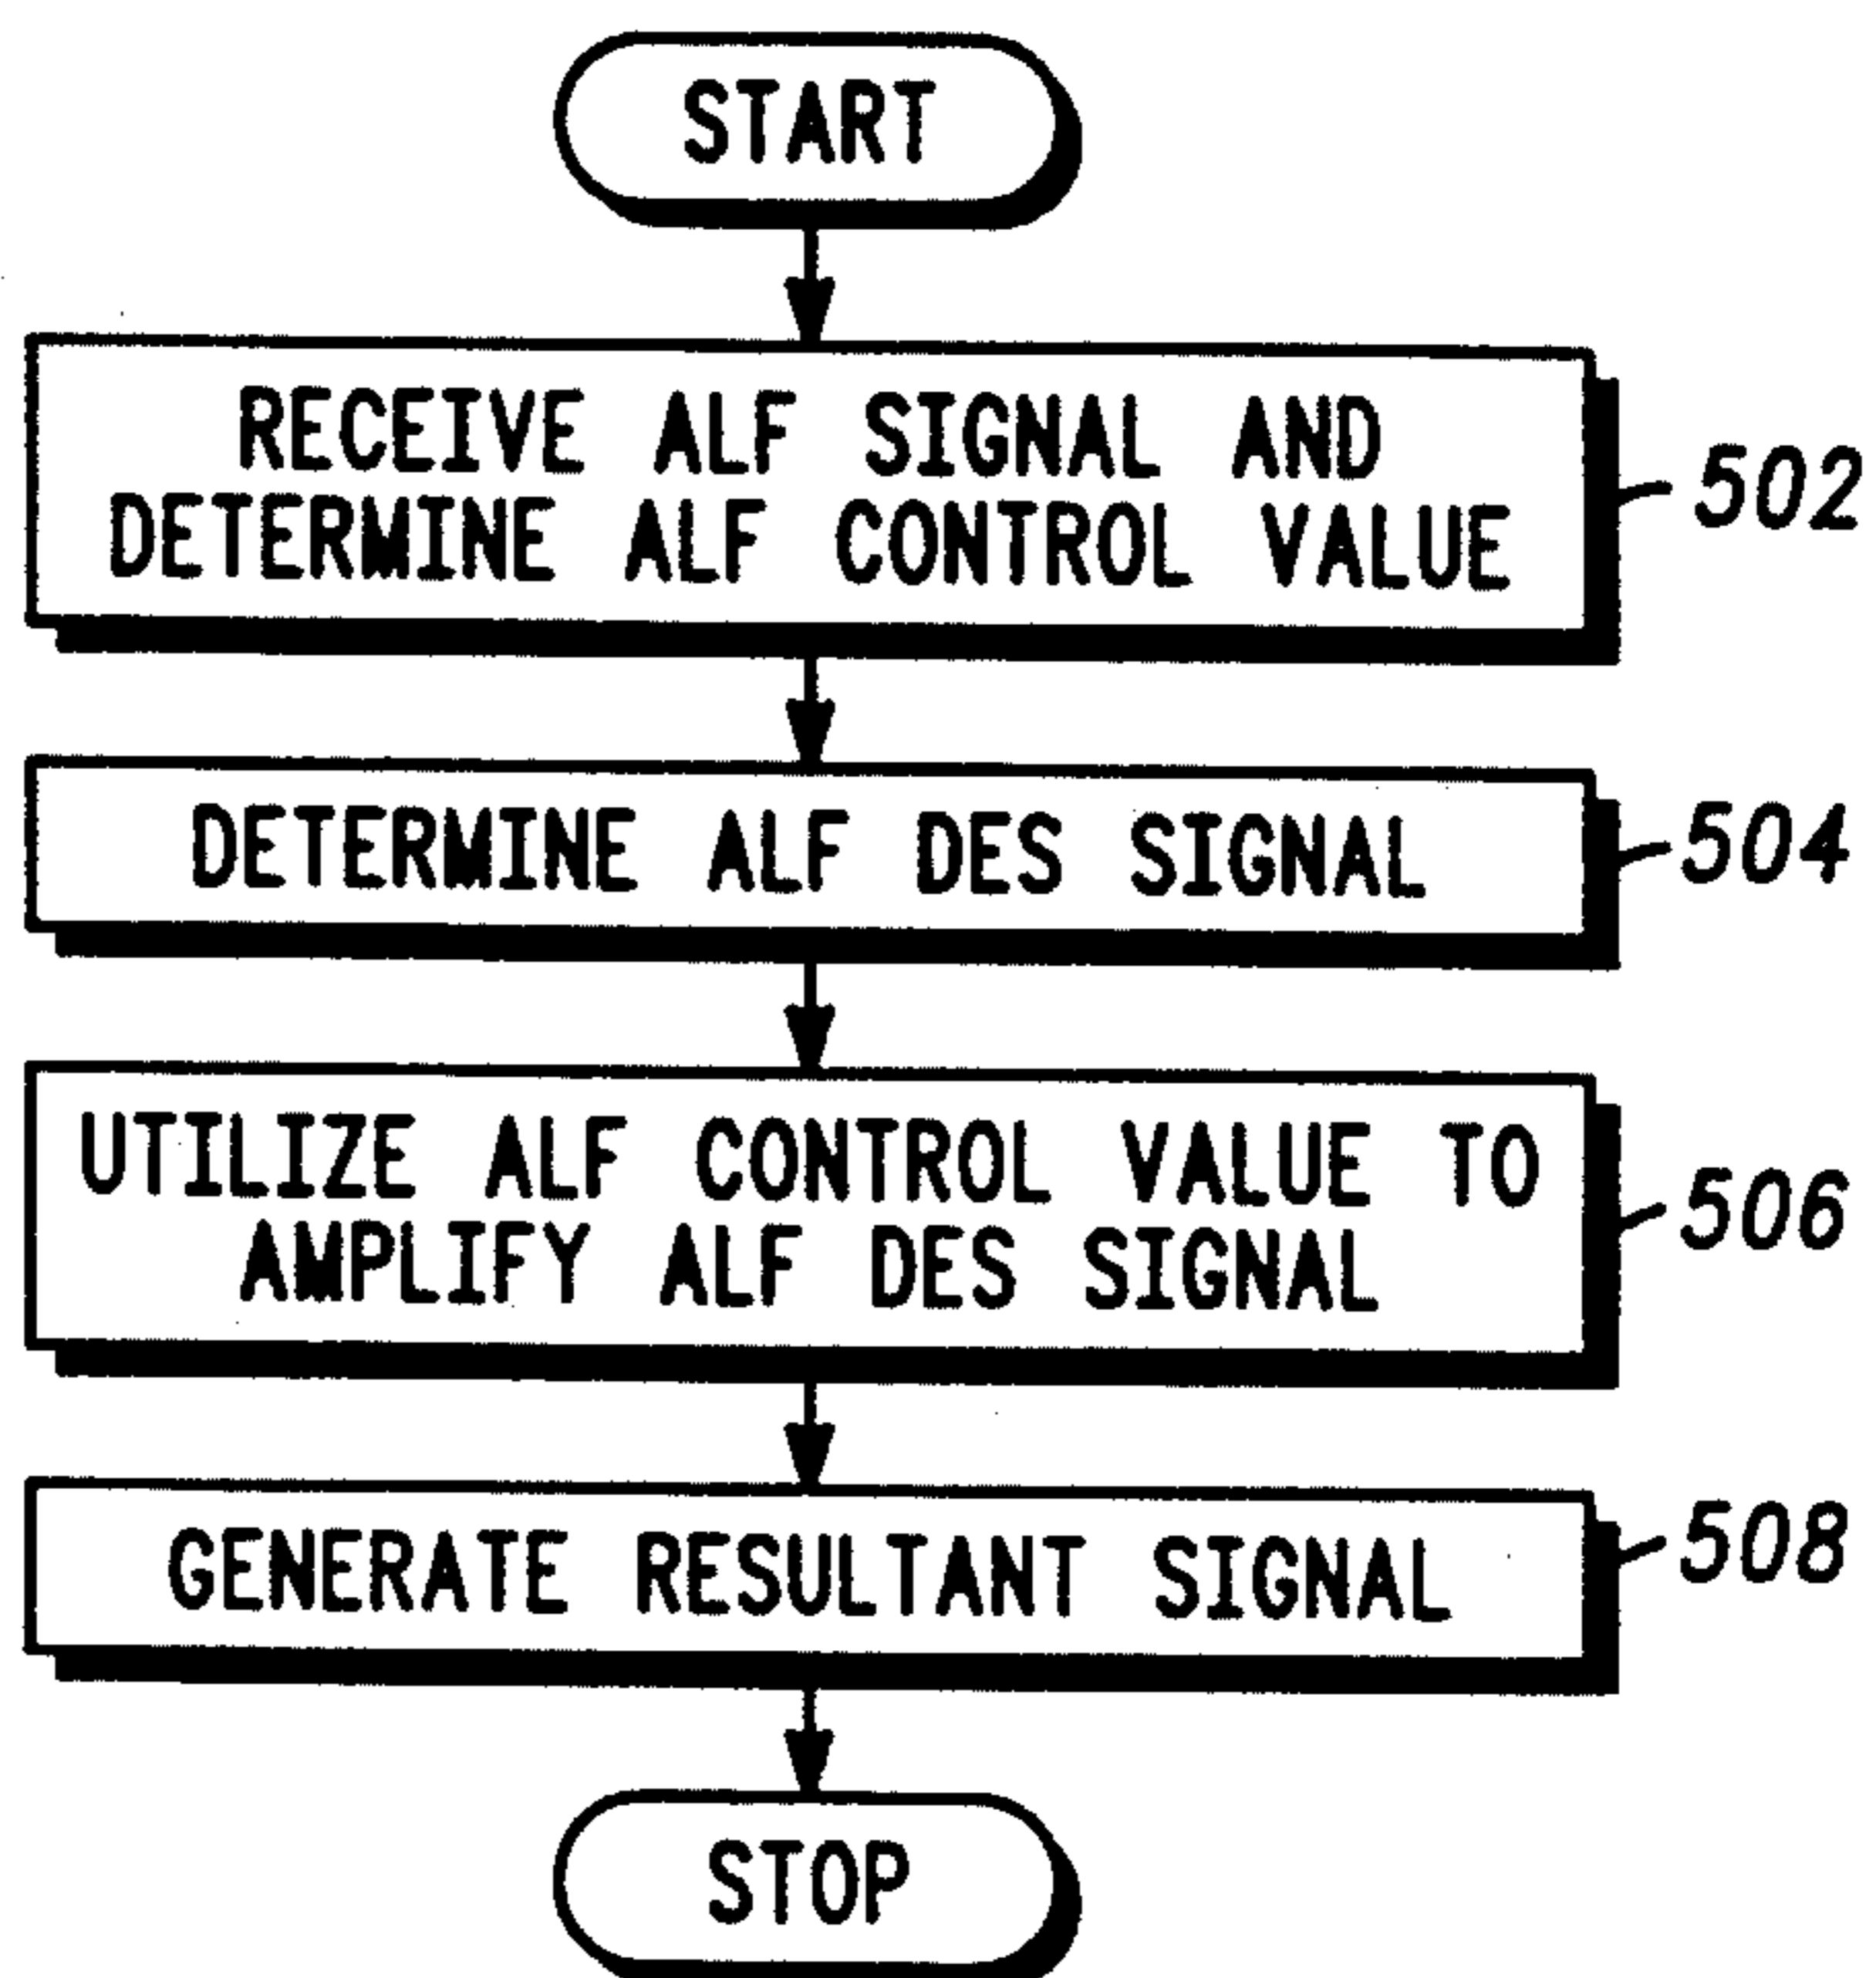 START
RECEIVE ALF SIGNAL AND
DETERMINE ALF CONTROL VALUE
502
DETERMINE ALF DES SIGNAL
504
UTILIZE ALF CONTROL VALUE TO
AMPLIFY ALF DES SIGNAL
506
GENERATE RESULTANT SIGNAL
508
STOP